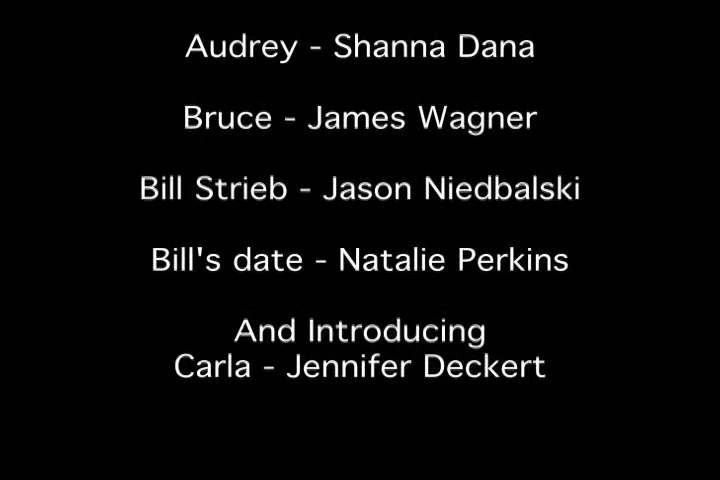 Audrey - Shanna Dana
Bruce - James Wagner
Bill Strieb - Jason Niedbalski
Bill's date - Natalie Perkins
And Introducing
Carla - Jennifer Deckert